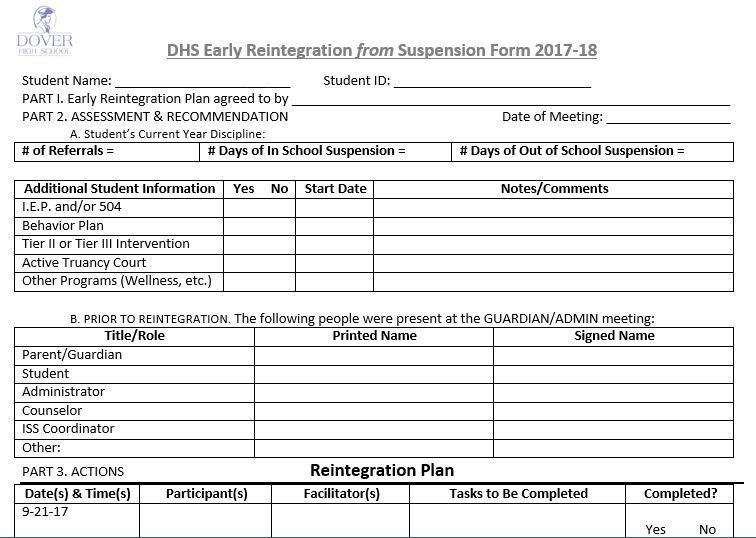 DOVER
HIGH SCHOOL
DHS Early Reintegration from Suspension Form 2017-18
Student Name: ____________________ Student ID: ____________________
PART I. Early Reintegration Plan agreed to by ____________________
PART 2. ASSESSMENT & RECOMMENDATION Date of Meeting: ____________________
A. Student's Current Year Discipline:
# of Referrals = # Days of In School Suspension = # Days of Out of School Suspension =
Additional Student Information Yes No Start Date Notes/Comments
I.E.P. and/or 504
Behavior Plan
Tier II or Tier III Intervention
Active Truancy Court
Other Programs (Wellness, etc.)
B. PRIOR TO REINTEGRATION. The following people were present at the GUARDIAN/ADMIN meeting:
Title/Role Printed Name Signed Name
Parent/Guardian
Student
Administrator
Counselor
ISS Coordinator
Other:
PART 3. ACTIONS Reintegration Plan
Date(s) & Time(s) Participant(s) Facilitator(s) Tasks to Be Completed Completed?
9-21-17
Yes No